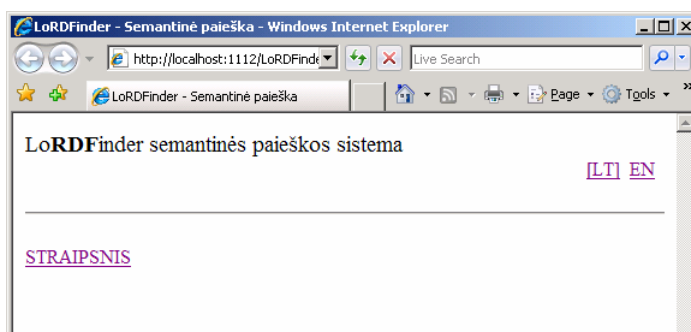 LoRDFinder - Semantinė paieška - Windows Internet Explorer
http://localhost:1112/LoRDFinde
Live Search
LoRDFinder - Semantinė paieška
Page Tools
LoRDFinder semantinės paieškos sistema
[LT] EN
STRAIPSNIS